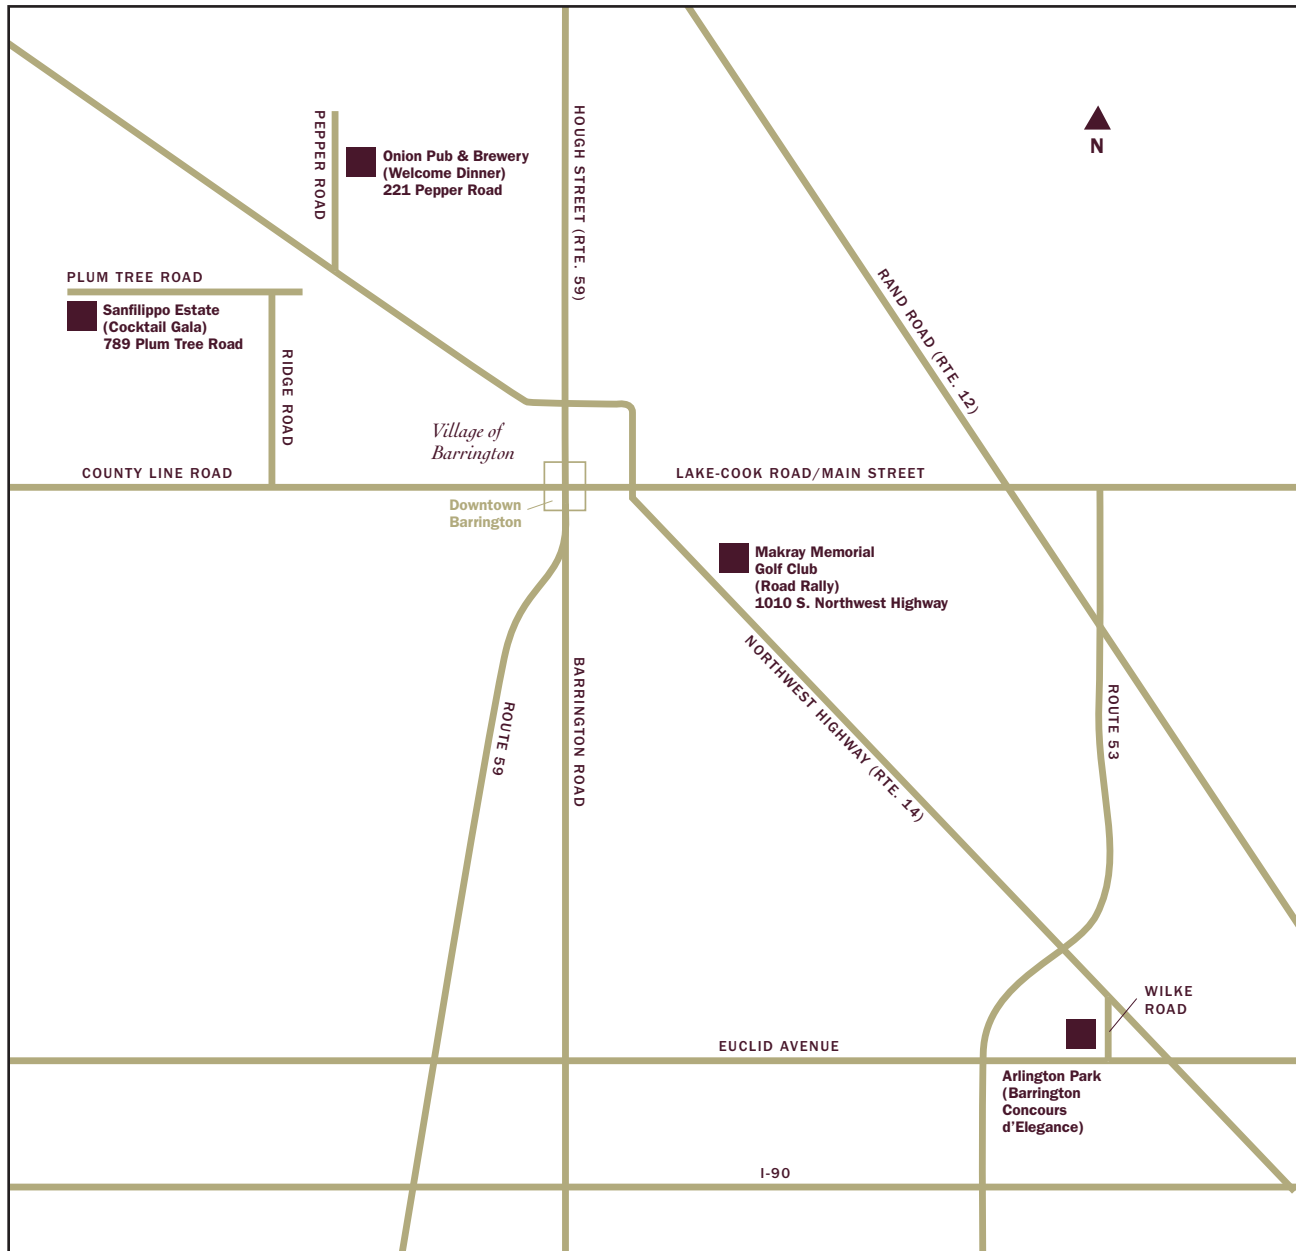 PEPPER ROAD
Onion Pub & Brewery
(Welcome Dinner)
221 Pepper Road
HOUGH STREET (RTE. 59)
N
PLUM TREE ROAD
Sanfilippo Estate
(Cocktail Gala)
789 Plum Tree Road
RIDGE ROAD
RAND ROAD (RTE. 12)
Village of
Barrington
COUNTY LINE ROAD
LAKE-COOK ROAD/MAIN STREET
Downtown
Barrington
Makray Memorial
Golf Club
(Road Rally)
1010 S. Northwest Highway
NORTHWEST HIGHWAY (RTE. 14)
BARRINGTON ROAD
ROUTE 59
ROUTE 53
WILKE
ROAD
EUCLID AVENUE
Arlington Park
(Barrington
Concours
d’Elegance)
I-90